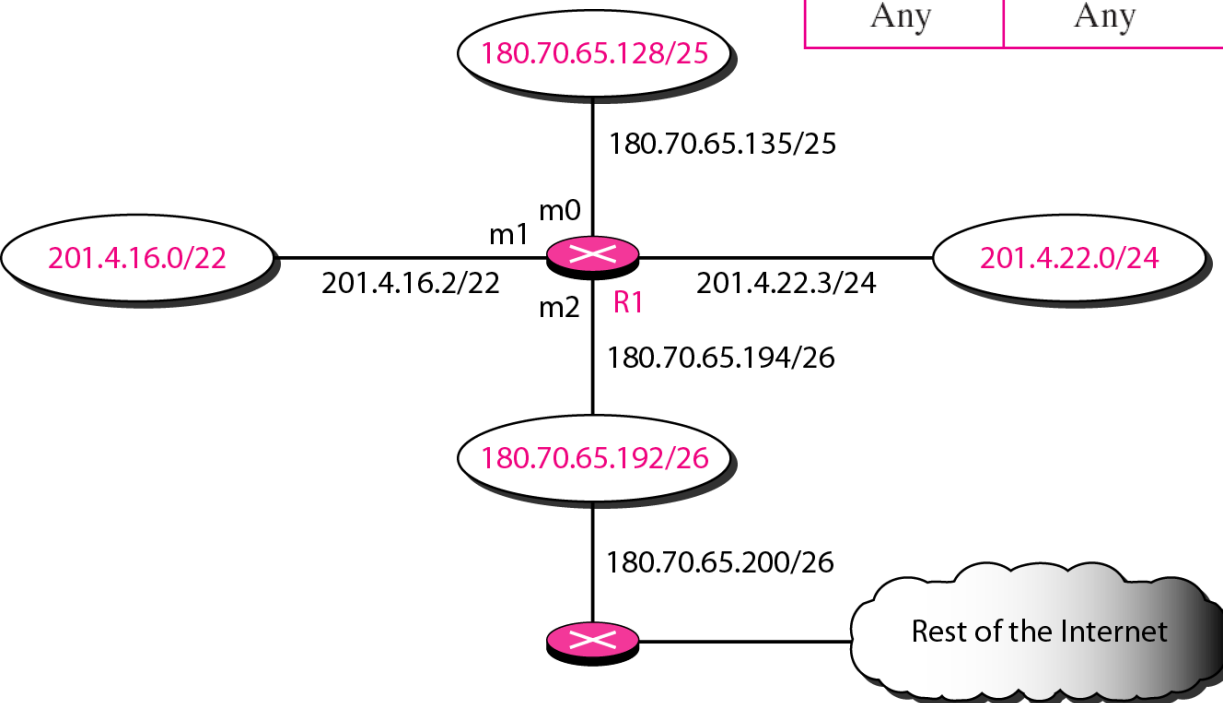 Any Any
180.70.65.128/25
180.70.65.135/25
m0
m1
201.4.16.0/22
201.4.22.0/24
201.4.16.2/22
201.4.22.3/24
m2
R1
180.70.65.194/26
180.70.65.192/26
180.70.65.200/26
Rest of the Internet